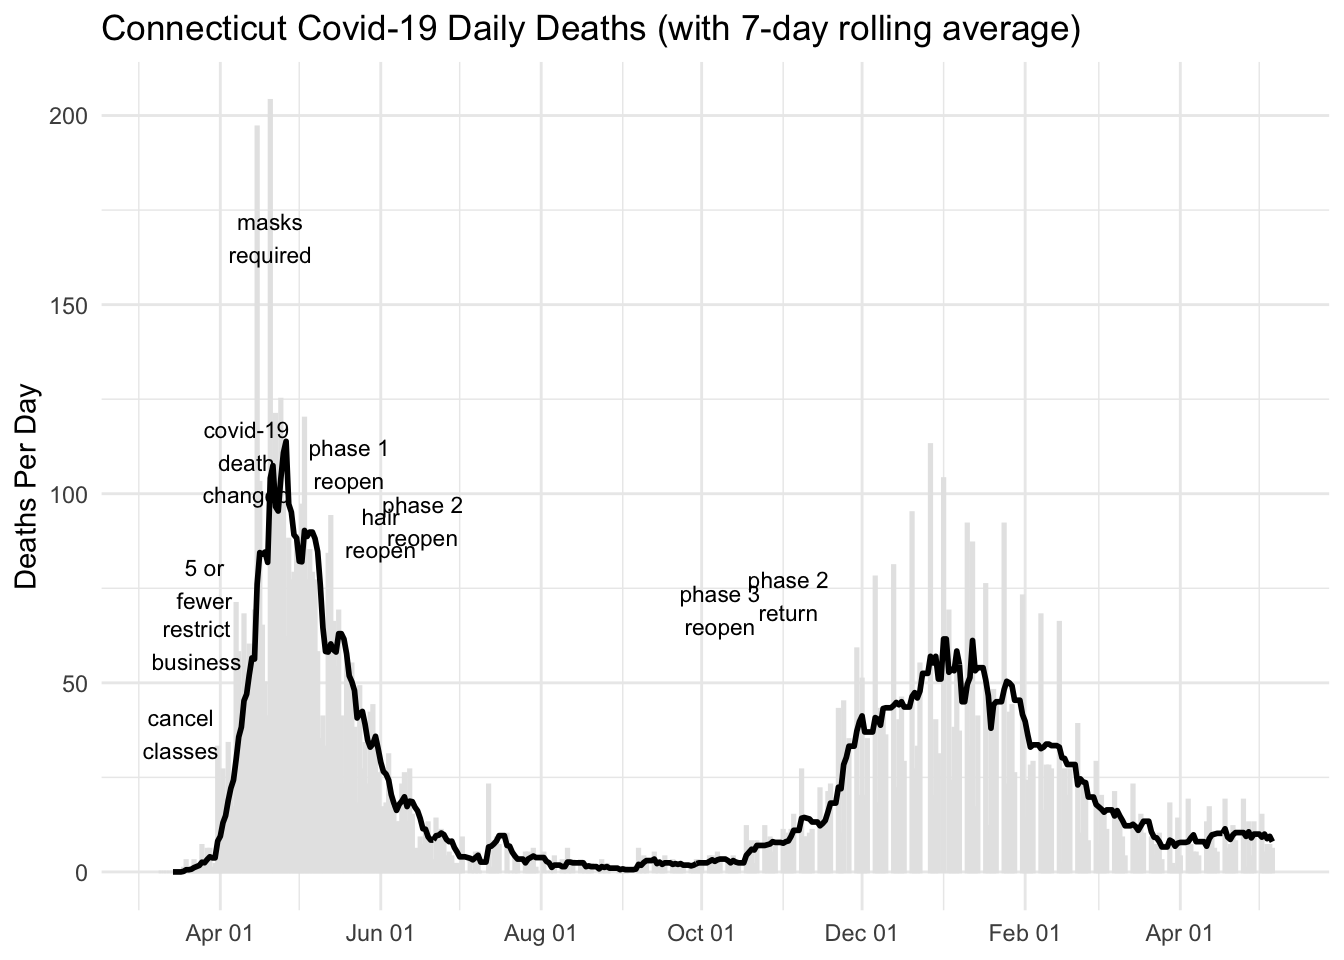 Connecticut Covid-19 Daily Deaths (with 7-day rolling average)
Deaths Per Day
200
150
100
50
0
masks
required
covid-19
death
changed
phase 1
reopen
phase 2
reopen
hair
reopen
5 or
fewer
restrict
business
cancel
classes
phase 3
reopen
phase 2
return
Apr 01
Jun 01
Aug 01
Oct 01
Dec 01
Feb 01
Apr 01